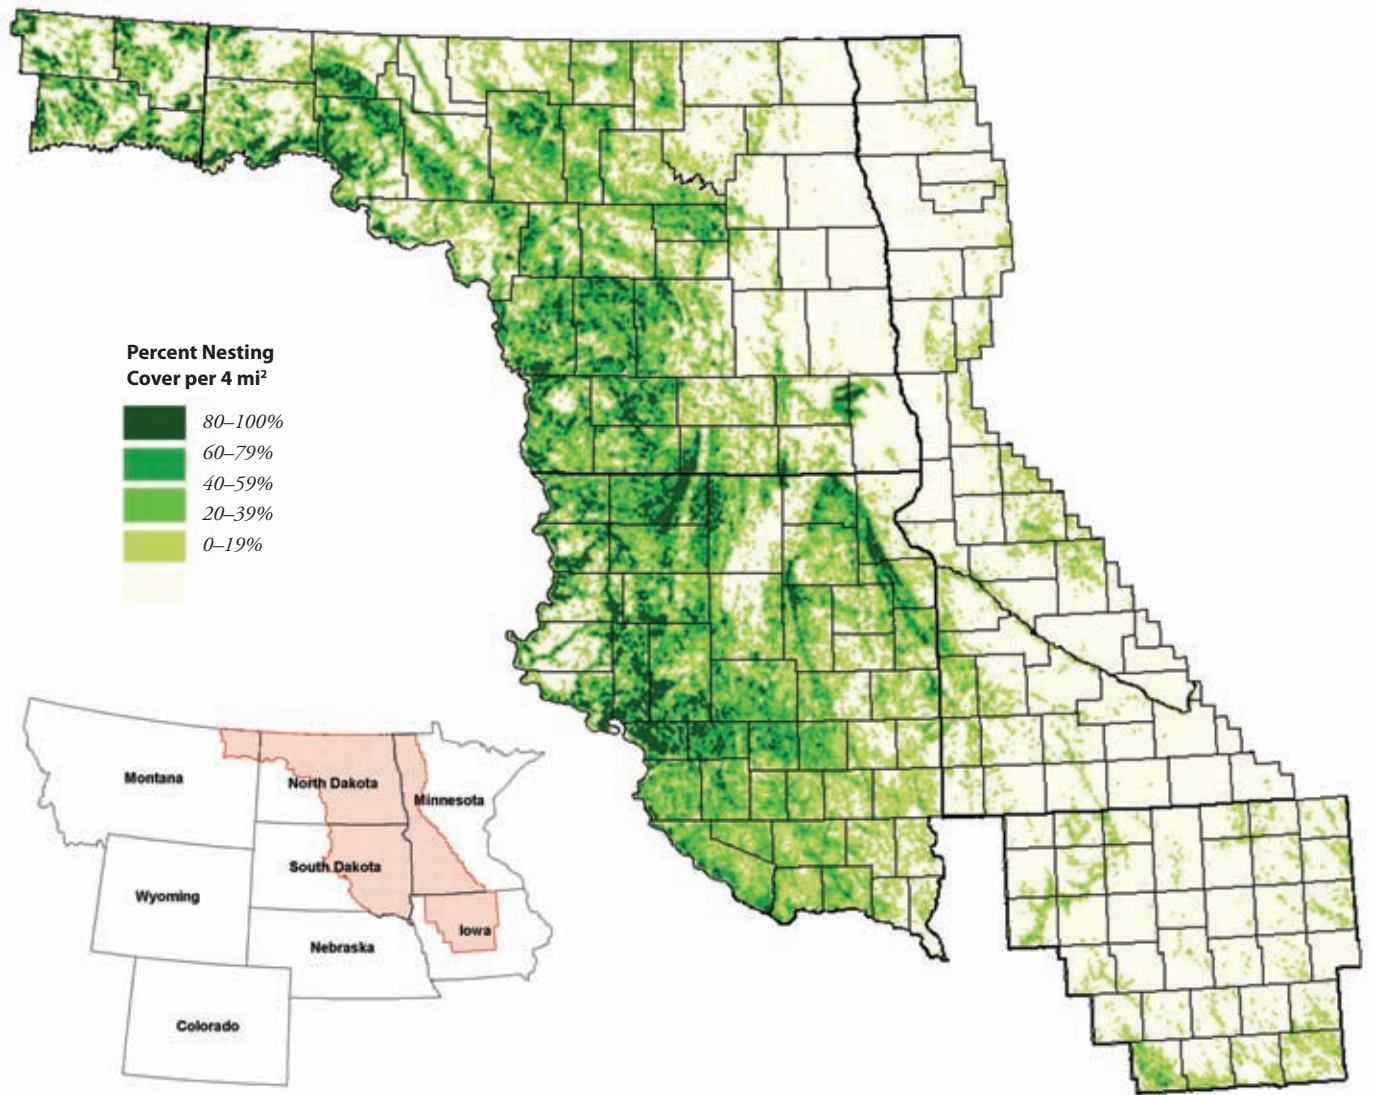 Percent Nesting
Cover per 4 mi²
80–100%
60–79%
40–59%
20–39%
0–19%
Montana
North Dakota
Minnesota
South Dakota
Wyoming
Iowa
Nebraska
Colorado